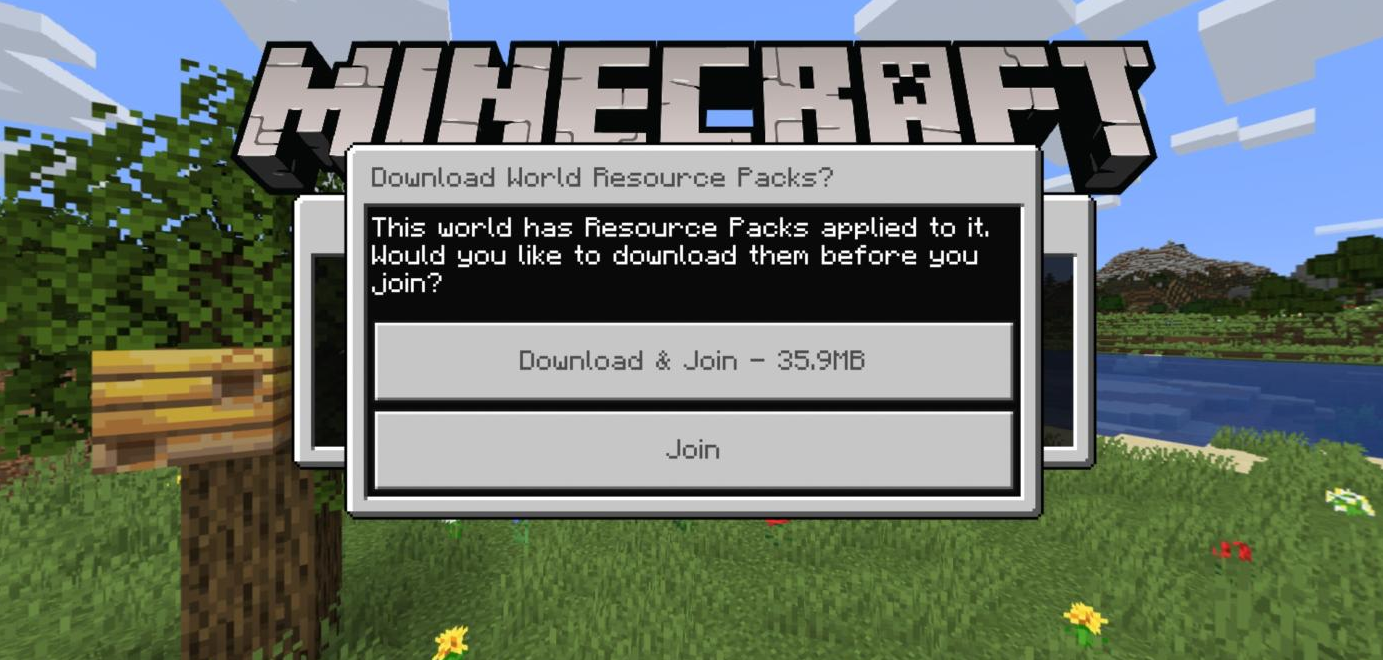 MINECRAFT
Download World Resource Packs?
This world has Resource Packs applied to it.
Would you like to download them before you
join?
Download & Join - 35.9MB
Join